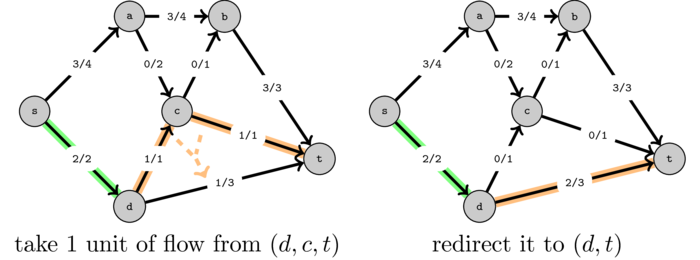 a 3/4 b
3/4 0/2 0/1 3/3
s c 1/1
2/2 1/1 t
1/3
d
take 1 unit of flow from (d, c, t)
a 3/4 b
3/4 0/2 0/1 3/3
s c 0/1
2/2 0/1 t
2/3
d
redirect it to (d, t)